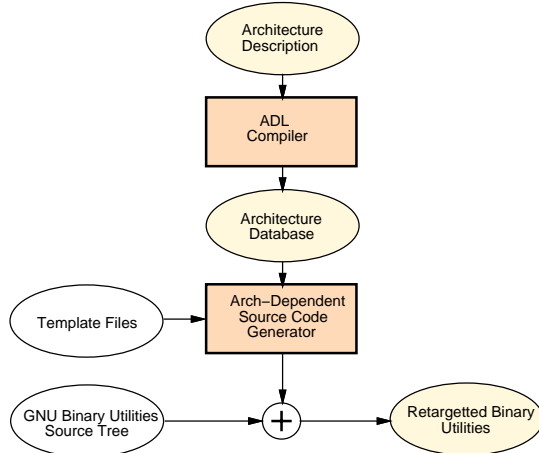 Architecture
Description
ADL
Compiler
Architecture
Database
Arch−Dependent
Source Code
Generator
Template Files
GNU Binary Utilities
Source Tree
+
Retargetted Binary
Utilities